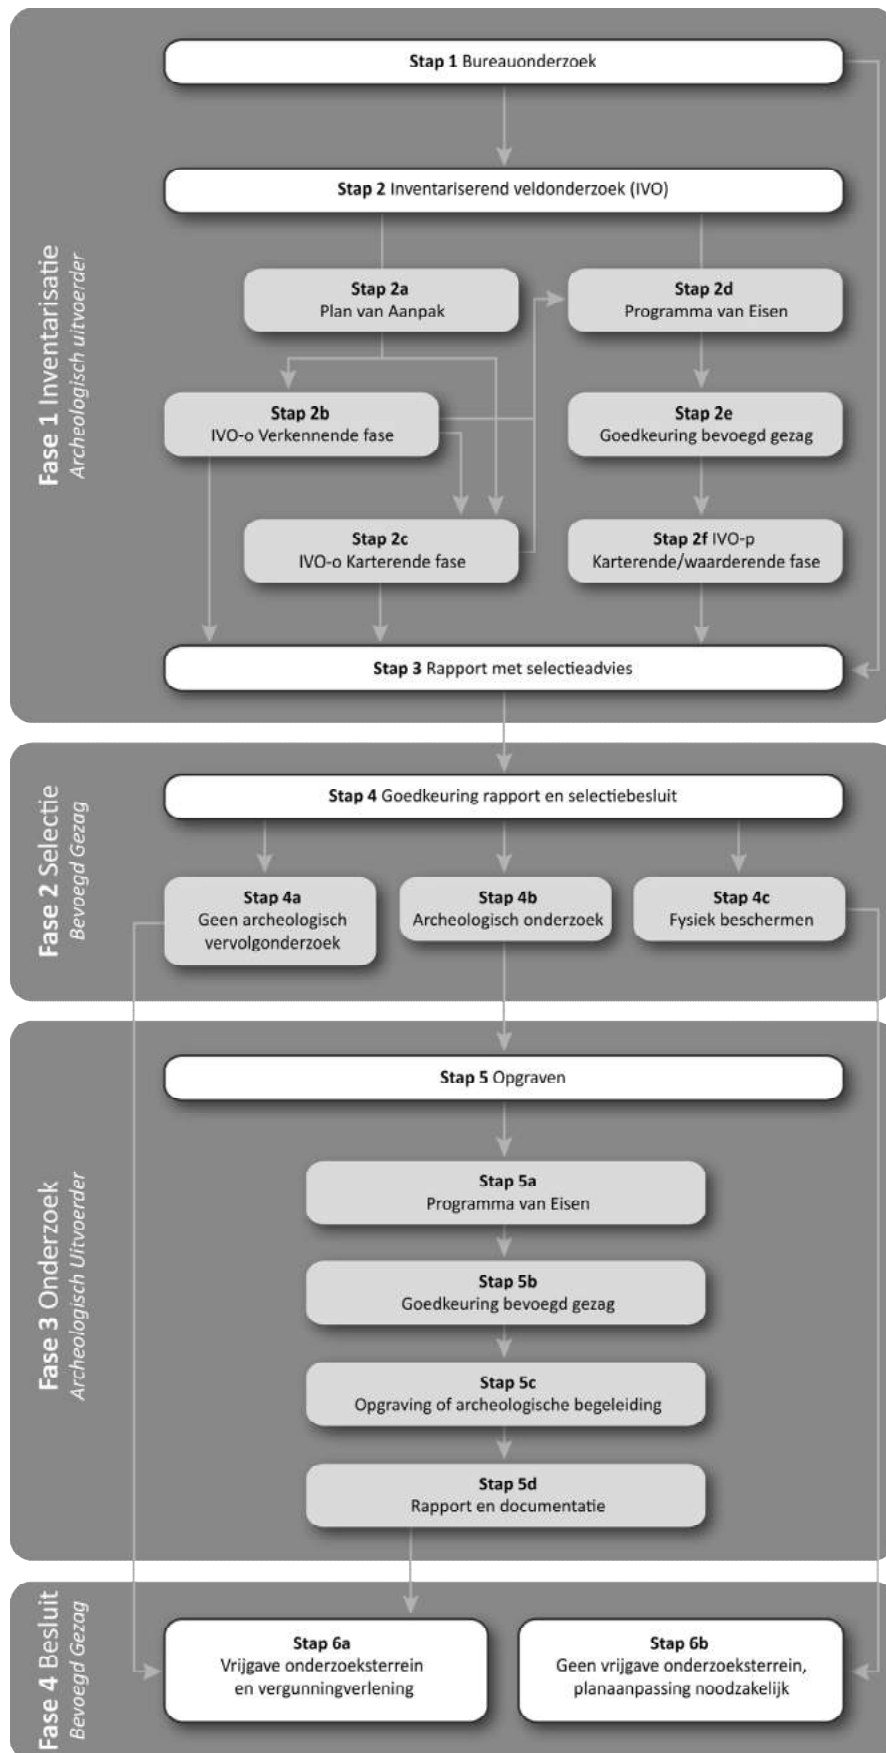 Fase 1 Inventarisatie
Archeologisch uitvoerder
Stap 1 Bureauonderzoek
Stap 2 Inventariserend veldonderzoek (IVO)
Stap 2a
Plan van Aanpak
Stap 2d
Programma van Eisen
Stap 2b
IVO-o Verkennende fase
Stap 2e
Goedkeuring bevoegd gezag
Stap 2c
IVO-o Karterende fase
Stap 2f IVO-p
Karterende/waarderende fase
Stap 3 Rapport met selectieadvies
Fase 2 Selectie
Bevoegd Gezag
Stap 4 Goedkeuring rapport en selectiebesluit
Stap 4a
Geen archeologisch
vervolgonderzoek
Stap 4b
Archeologisch onderzoek
Stap 4c
Fysiek beschermen
Fase 3 Onderzoek
Archeologisch Uitvoerder
Stap 5 Opgraven
Stap 5a
Programma van Eisen
Stap 5b
Goedkeuring bevoegd gezag
Stap 5c
Opgraving of archeologische begeleiding
Stap 5d
Rapport en documentatie
Fase 4 Besluit
Bevoegd Gezag
Stap 6a
Vrijgave onderzoeksterrein
en vergunningverlening
Stap 6b
Geen vrijgave onderzoeksterrein,
planaanpassing noodzakelijk